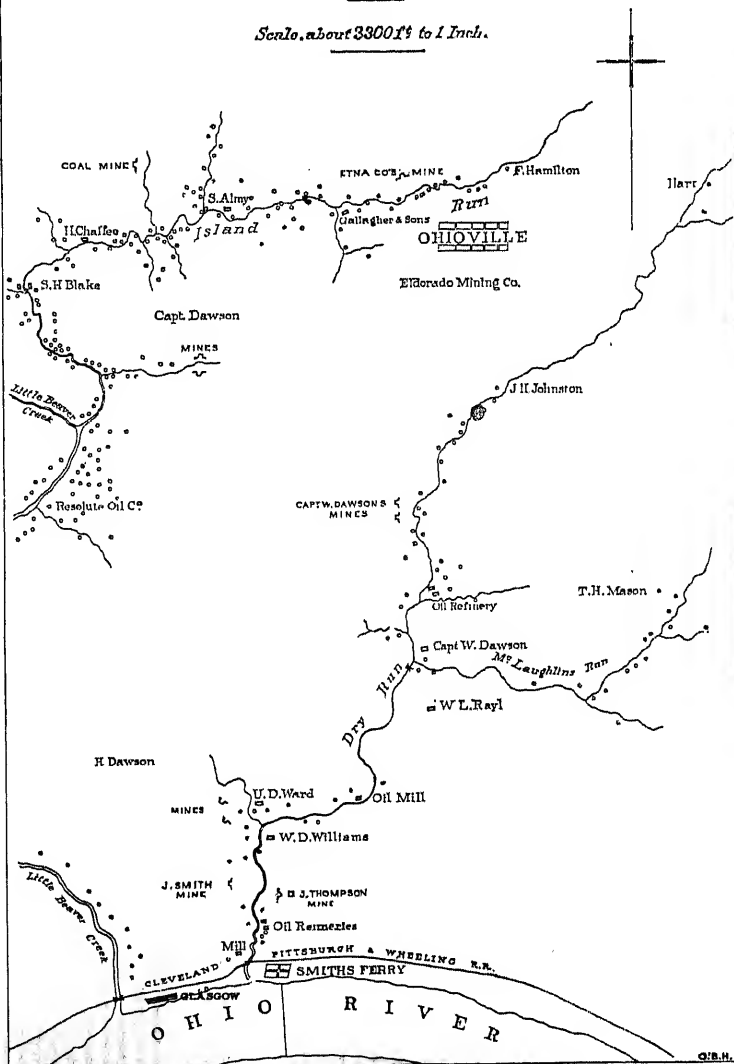 Scale, about 3300 ft to 1 Inch.
COAL MINE
ETNA CO'S MINE
F. Hamilton
Harr
S. Almy
H. Chaffee
Island Run
Gallagher & Sons
OHIOVILLE
S. H Blake
Eldorado Mining Co.
Capt. Dawson
MINES
Little Beaver Creek
J H Johnston
Resolute Oil Co
CAPT W. DAWSON S
MINES
T. H. Mason
Oil Refinery
Capt W. Dawson
Mc Laughlins Run
W L. Rayl
Dry Run
H Dawson
U. D. Ward
Oil Mill
MINES
W. D. Williams
J. SMITH
MINE
J. THOMPSON
MINE
Little Beaver Creek
Oil Refineries
Mill
CLEVELAND PITTSBURGH & WHEELING R.R.
SMITHS FERRY
GLASGOW
OHIO RIVER
O.B.H.